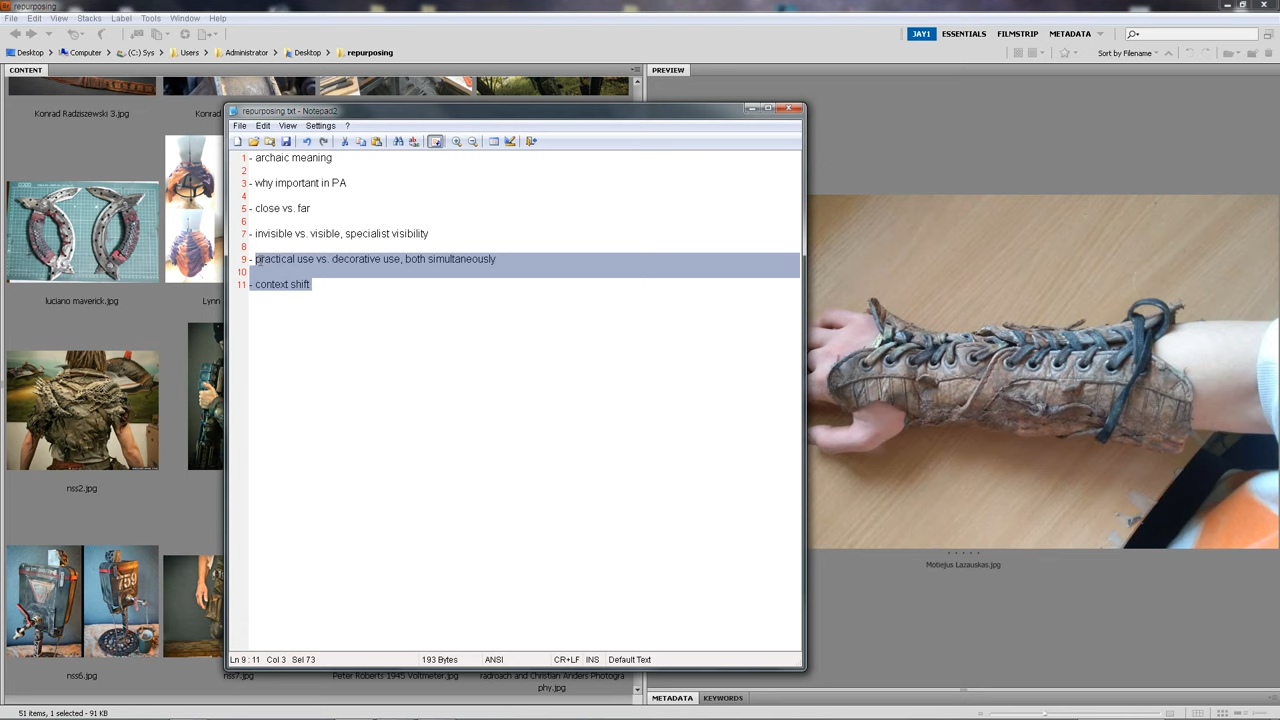 repurposing
File Edit View Stacks Label Tools Window Help
JAY1 ESSENTIALS FILMSTRIP METADATA
Desktop Computer (C:) Sys Users Administrator Desktop repurposing
Sort by Filename
CONTENT
PREVIEW
Konrad Radziszewski 3.jpg
Konrad
repurposing txt - Notepad2
File Edit View Settings ?
1 - archaic meaning
2
3 - why important in PA
4
5 - close vs. far
6
7 - invisible vs. visible, specialist visibility
8
9 - practical use vs. decorative use, both simultaneously
10
11 - context shift
luciano maverick.jpg
Lynn
nss2.jpg
Motiejus Lazauskas.jpg
759
Ln 9 : 11 Col 3 Sel 73 193 Bytes ANSI CR+LF INS Default Text
nss6.jpg
nss7.jpg
Peter Roberts 1945 Voltmeter.jpg
radroach and Christian Anders Photogra
phy.jpg
METADATA KEYWORDS
51 items, 1 selected - 91 KB